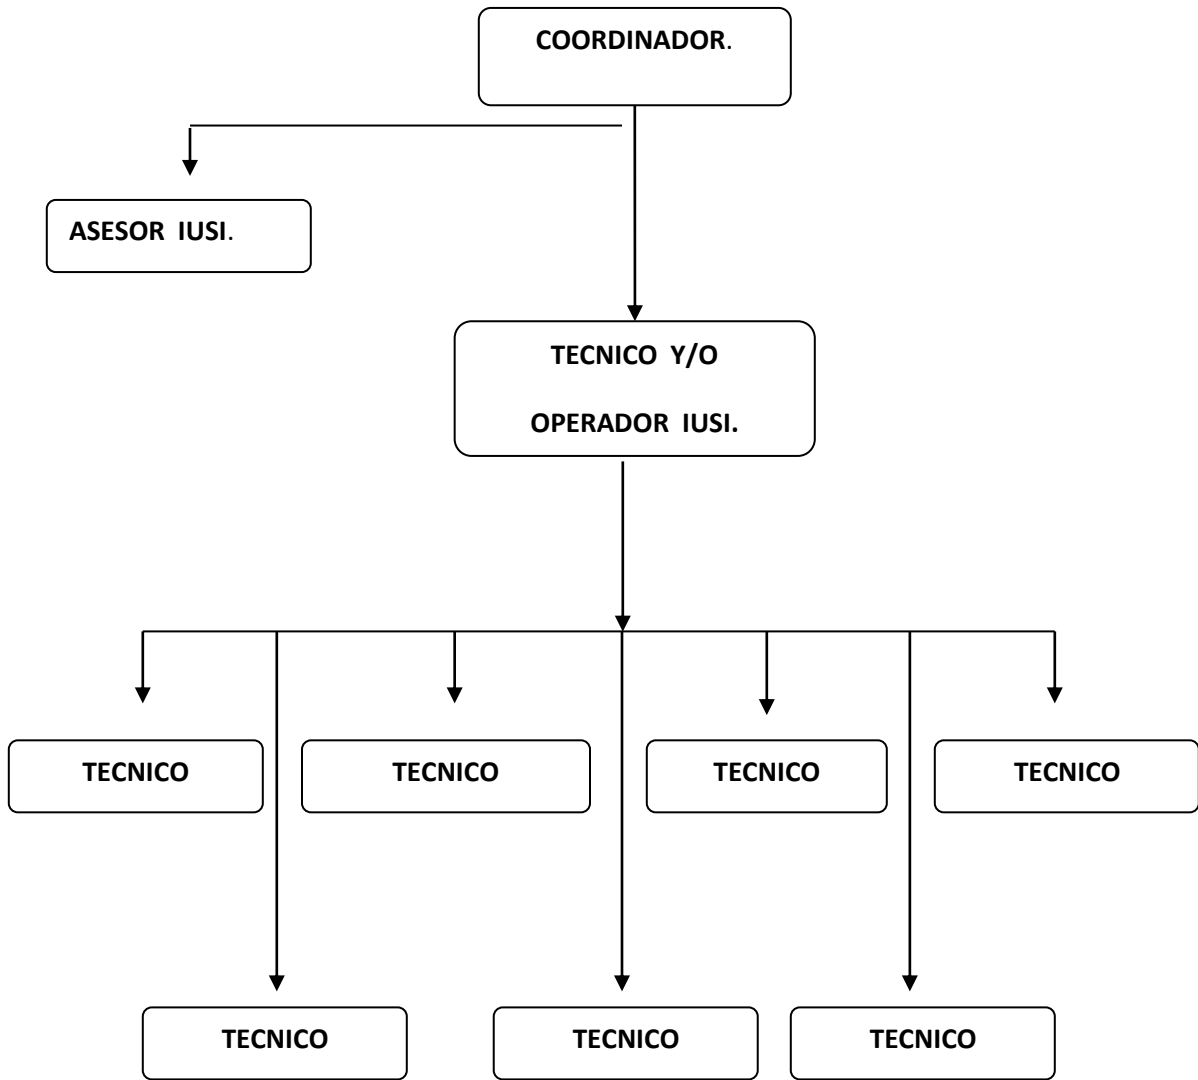 COORDINADOR.
ASESOR IUSI.
TECNICO Y/O
OPERADOR IUSI.
TECNICO
TECNICO
TECNICO
TECNICO
TECNICO
TECNICO
TECNICO